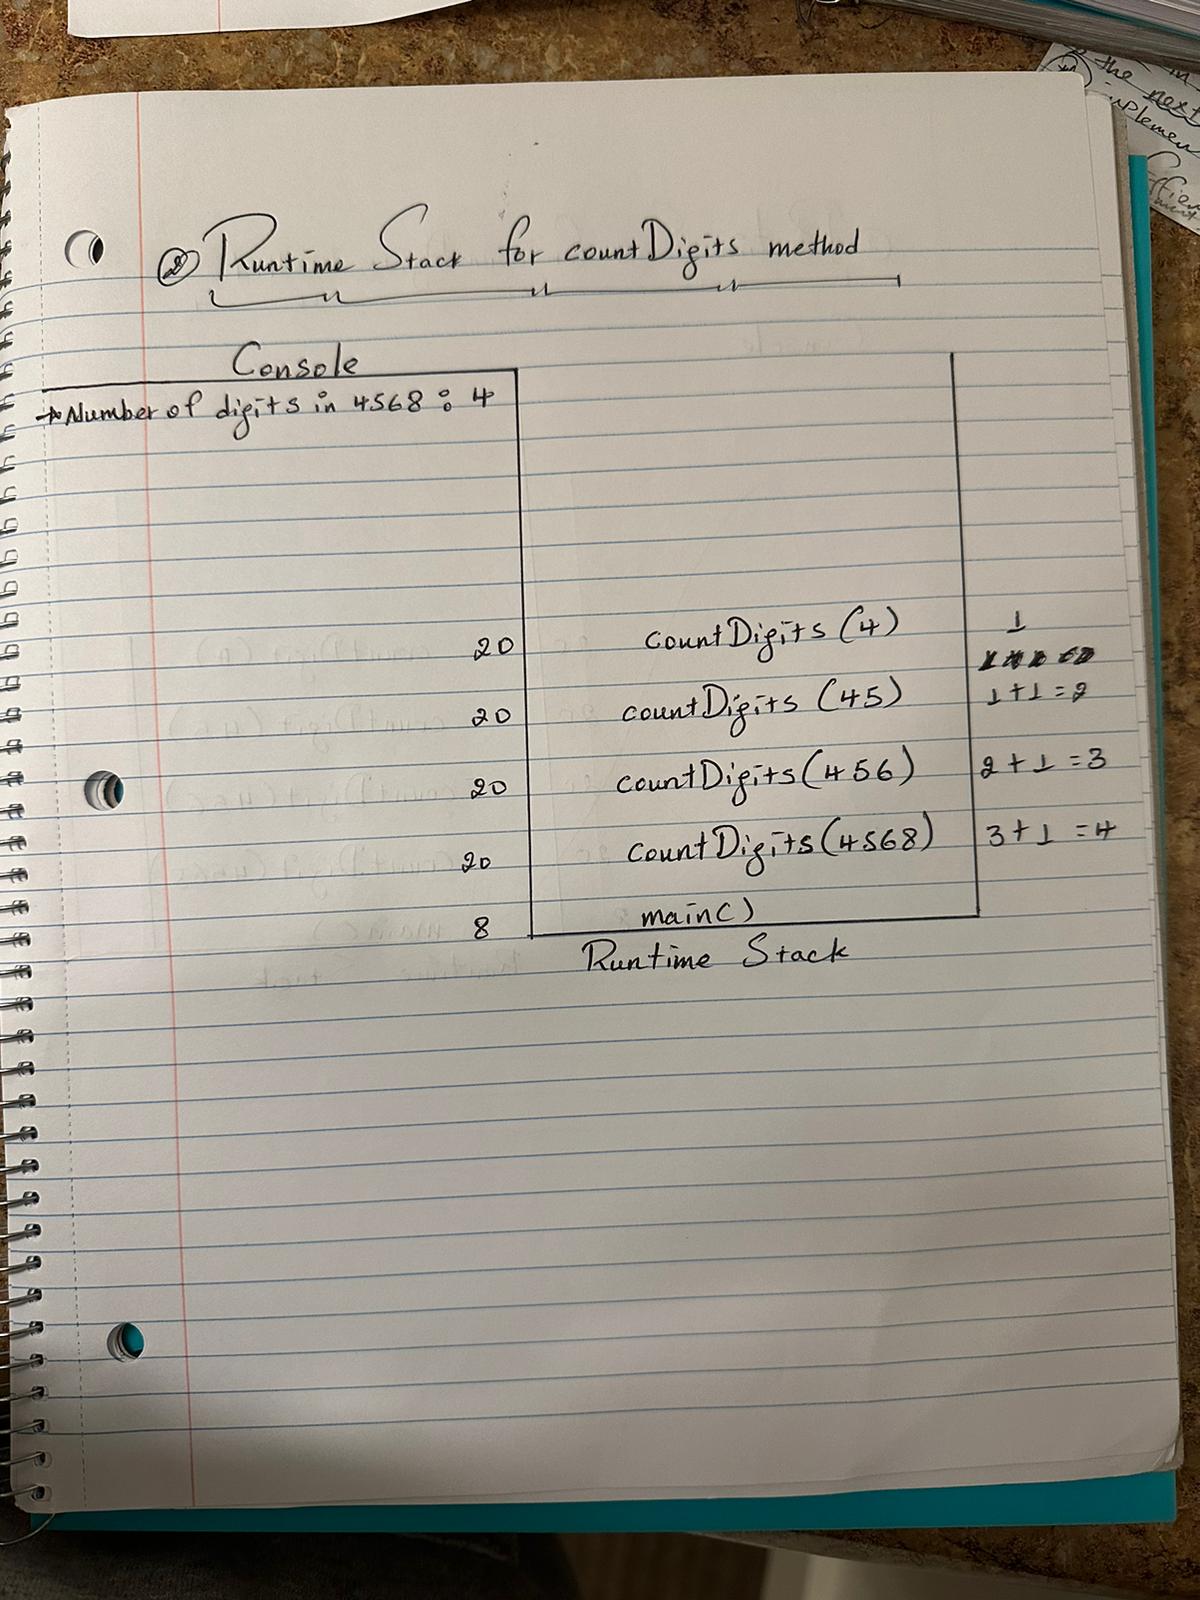 ② Runtime Stack for countDigits method
Console
→ Number of digits in 4568 : 4
20 countDigits (4) 1
20 countDigits (45) 1+1=2
20 countDigits (456) 2+1=3
20 countDigits (4568) 3+1=4
8 main()
Runtime Stack
in
the next